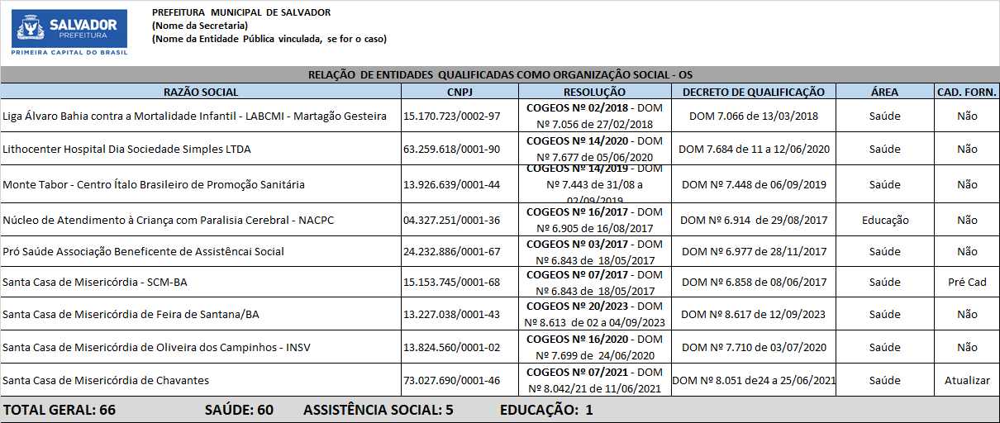 SALVADOR
PREFEITURA
PRIMEIRA CAPITAL DO BRASIL
PREFEITURA MUNICIPAL DE SALVADOR
(Nome da Secretaria)
(Nome da Entidade Pública vinculada, se for o caso)
RELAÇÃO DE ENTIDADES QUALIFICADAS COMO ORGANIZAÇÃO SOCIAL - OS
RAZÃO SOCIAL CNPJ RESOLUÇÃO DECRETO DE QUALIFICAÇÃO ÁREA CAD. FORN.
Liga Álvaro Bahia contra a Mortalidade Infantil - LABCMI - Martagão Gesteira 15.170.723/0002-97 COGEOS Nº 02/2018 - DOM
Nº 7.056 de 27/02/2018 DOM 7.066 de 13/03/2018 Saúde Não
Lithocenter Hospital Dia Sociedade Simples LTDA 63.259.618/0001-90 COGEOS Nº 14/2020 - DOM
Nº 7.677 de 05/06/2020 DOM 7.684 de 11 a 12/06/2020 Saúde Não
Monte Tabor - Centro Ítalo Brasileiro de Promoção Sanitária 13.926.639/0001-44 COGEOS Nº 14/2019 - DOM
Nº 7.443 de 31/08 a
02/09/2019 DOM Nº 7.448 de 06/09/2019 Saúde Não
Núcleo de Atendimento à Criança com Paralisia Cerebral - NACPC 04.327.251/0001-36 COGEOS Nº 16/2017 - DOM
Nº 6.905 de 16/08/2017 DOM Nº 6.914 de 29/08/2017 Educação Não
Pró Saúde Associação Beneficente de Assistêncai Social 24.232.886/0001-67 COGEOS Nº 03/2017 - DOM
Nº 6.843 de 18/05/2017 DOM Nº 6.977 de 28/11/2017 Saúde Não
Santa Casa de Misericórdia - SCM-BA 15.153.745/0001-68 COGEOS Nº 07/2017 - DOM
Nº 6.843 de 18/05/2017 DOM Nº 6.858 de 08/06/2017 Saúde Pré Cad
Santa Casa de Misericórdia de Feira de Santana/BA 13.227.038/0001-43 COGEOS Nº 20/2023 - DOM
Nº 8.613 de 02 a 04/09/2023 DOM Nº 8.617 de 12/09/2023 Saúde Não
Santa Casa de Misericórdia de Oliveira dos Campinhos - INSV 13.824.560/0001-02 COGEOS Nº 16/2020 - DOM
Nº 7.699 de 24/06/2020 DOM Nº 7.710 de 03/07/2020 Saúde Não
Santa Casa de Misericórdia de Chavantes 73.027.690/0001-46 COGEOS Nº 07/2021 - DOM
Nº 8.042/21 de 11/06/2021 DOM Nº 8.051 de24 a 25/06/2021 Saúde Atualizar
TOTAL GERAL: 66 SAÚDE: 60 ASSISTÊNCIA SOCIAL: 5 EDUCAÇÃO: 1